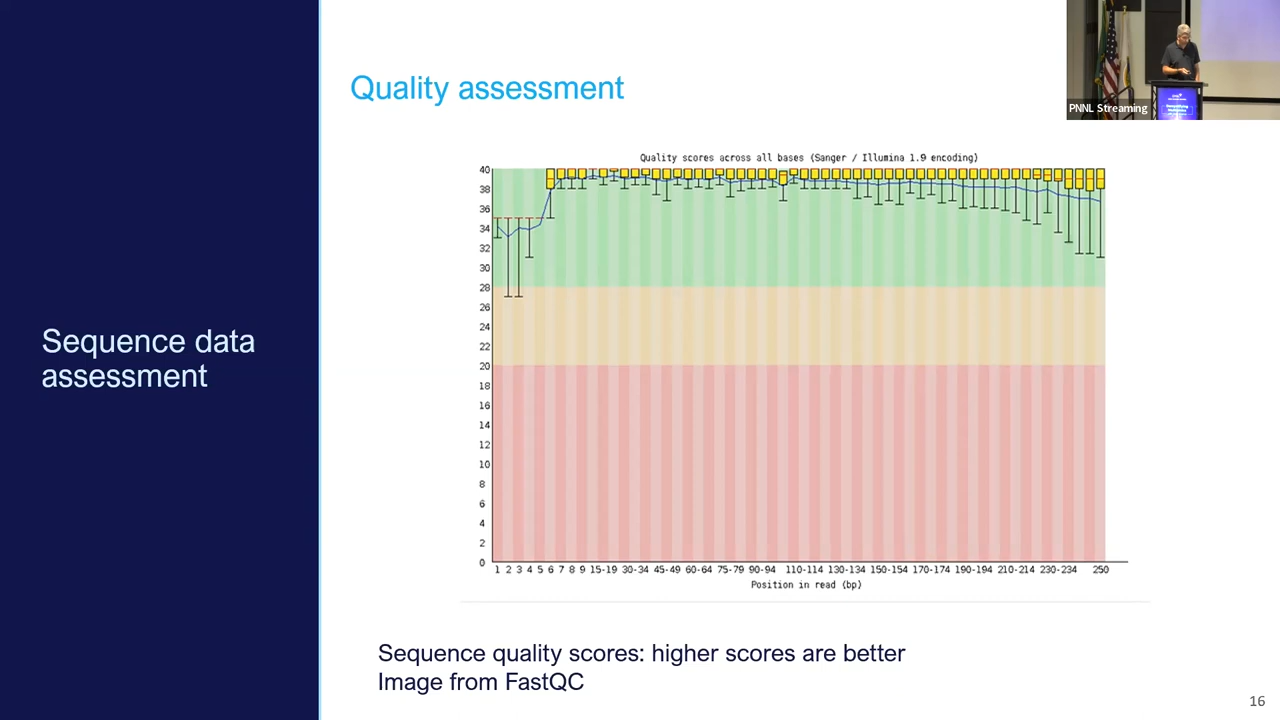 Quality assessment
PNNL Streaming
Sequence data
assessment
Quality scores across all bases (Sanger / Illumina 1.9 encoding)
40
38
36
34
32
30
28
26
24
22
20
18
16
14
12
10
8
6
4
2
0
1 2 3 4 5 6 7 8 9 15-19 30-34 45-49 60-64 75-79 90-94 110-114 130-134 150-154 170-174 190-194 210-214 230-234 250
Position in read (bp)
Sequence quality scores: higher scores are better
Image from FastQC
16